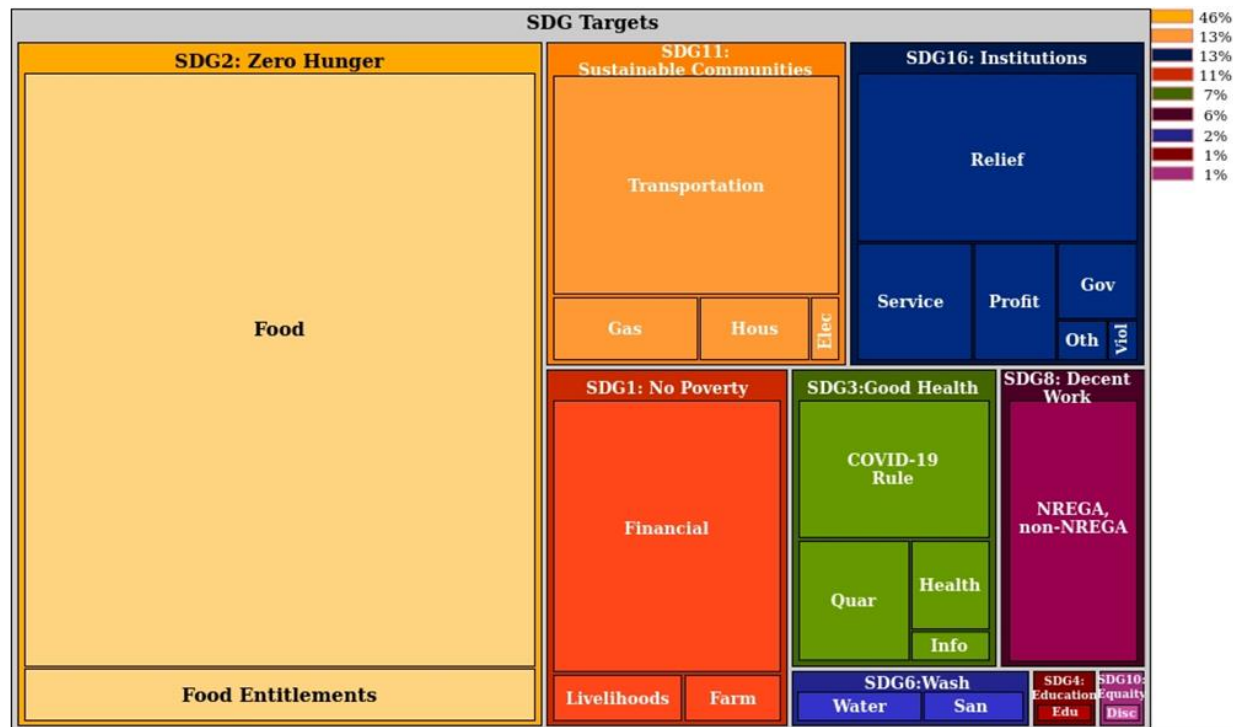 SDG Targets
SDG2: Zero Hunger
Food
Food Entitlements
SDG11:
Sustainable Communities
Transportation
Gas
Hous
Elec
SDG16: Institutions
Relief
Service
Profit
Gov
Oth
Viol
SDG1: No Poverty
Financial
Livelihoods
Farm
SDG3:Good Health
COVID-19
Rule
Quar
Health
Info
SDG8: Decent
Work
NREGA,
non-NREGA
SDG6:Wash
Water
San
SDG4:
Education
Edu
SDG10:
Equaity
Disc
46%
13%
13%
11%
7%
6%
2%
1%
1%